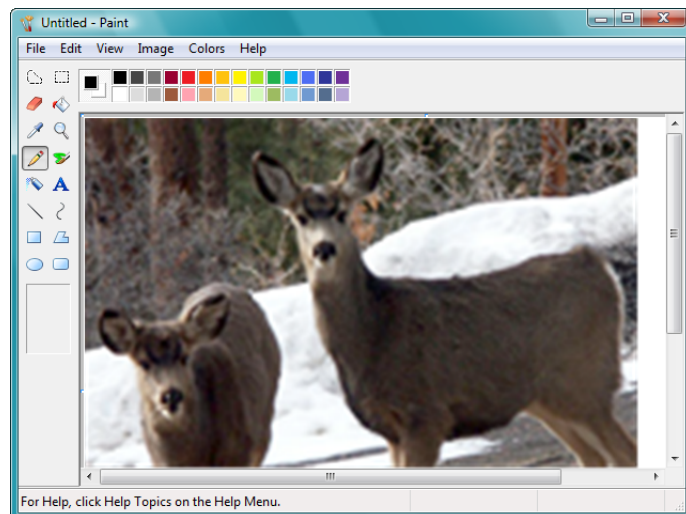 Untitled - Paint
File Edit View Image Colors Help
A
For Help, click Help Topics on the Help Menu.